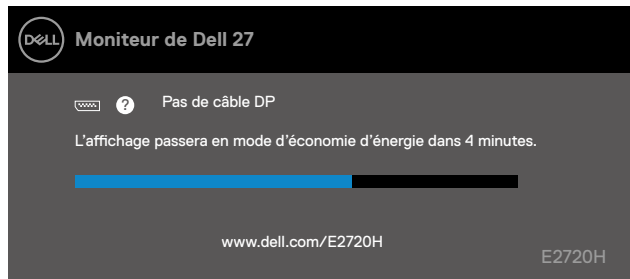 DELL
Moniteur de Dell 27
? Pas de câble DP
L'affichage passera en mode d'économie d'énergie dans 4 minutes.
www.dell.com/E2720H
E2720H